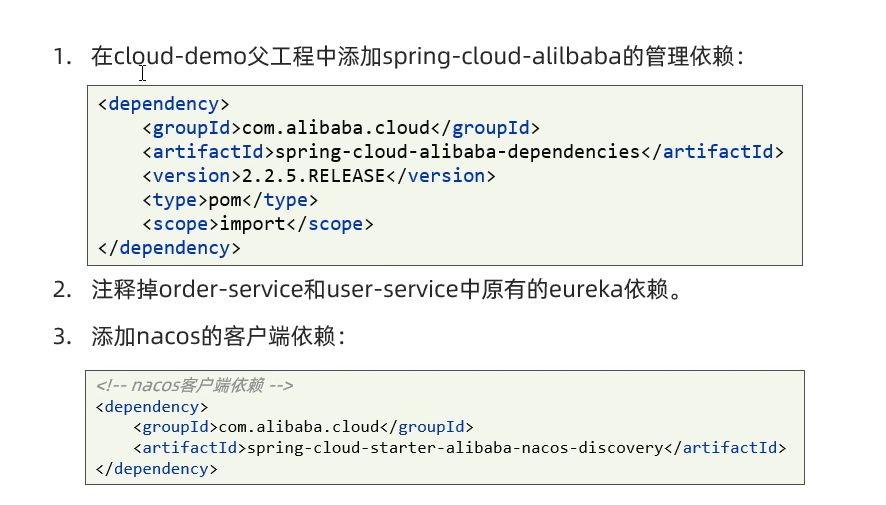 1. 在cloud-demo父工程中添加spring-cloud-alilbaba的管理依赖：
<dependency>
    <groupId>com.alibaba.cloud</groupId>
    <artifactId>spring-cloud-alibaba-dependencies</artifactId>
    <version>2.2.5.RELEASE</version>
    <type>pom</type>
    <scope>import</scope>
</dependency>
2. 注释掉order-service和user-service中原有的eureka依赖。
3. 添加nacos的客户端依赖：
<!-- nacos客户端依赖 -->
<dependency>
    <groupId>com.alibaba.cloud</groupId>
    <artifactId>spring-cloud-starter-alibaba-nacos-discovery</artifactId>
</dependency>